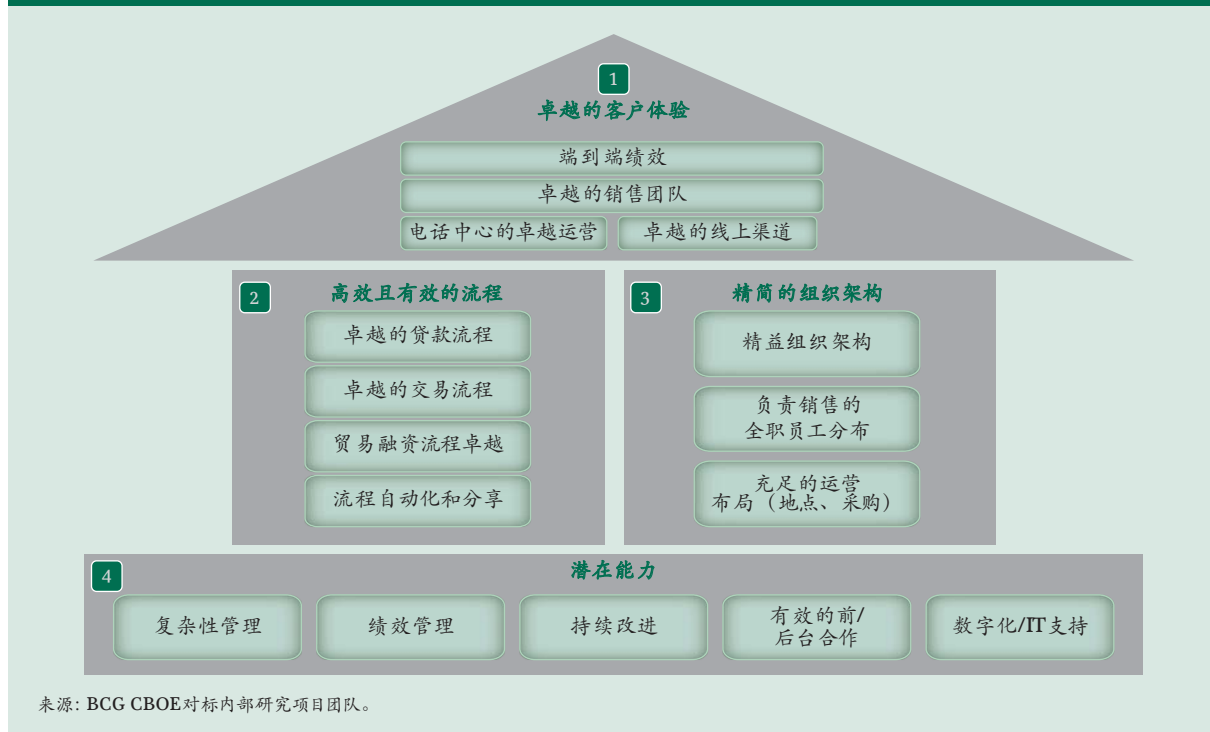 1
卓越的客户体验
端到端绩效
卓越的销售团队
电话中心的卓越运营
卓越的线上渠道
2
高效且有效的流程
卓越的贷款流程
卓越的交易流程
贸易融资流程卓越
流程自动化和分享
3
精简的组织架构
精益组织架构
负责销售的
全职员工分布
充足的运营
布局（地点、采购）
4
潜在能力
复杂性管理
绩效管理
持续改进
有效的前/
后台合作
数字化/IT支持
来源: BCG CBOE对标内部研究项目团队。